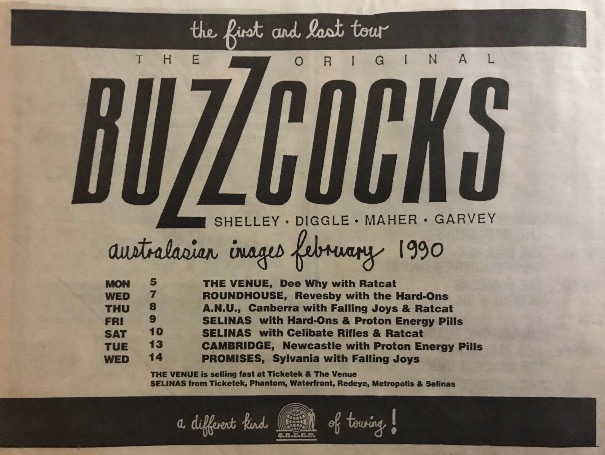 the first and last tour
THE ORIGINAL
BUZZCOCKS
SHELLEY · DIGGLE · MAHER · GARVEY
australasian images february 1990
MON 5 THE VENUE, Dee Why with Ratcat
WED 7 ROUNDHOUSE, Revesby with the Hard-Ons
THU 8 A.N.U., Canberra with Falling Joys & Ratcat
FRI 9 SELINAS with Hard-Ons & Proton Energy Pills
SAT 10 SELINAS with Celibate Rifles & Ratcat
TUE 13 CAMBRIDGE, Newcastle with Proton Energy Pills
WED 14 PROMISES, Sylvania with Falling Joys
THE VENUE is selling fast at Ticketek & The Venue
SELINAS from Ticketek, Phantom, Waterfront, Redeye, Metropolis & Selinas
a different kind of touring!